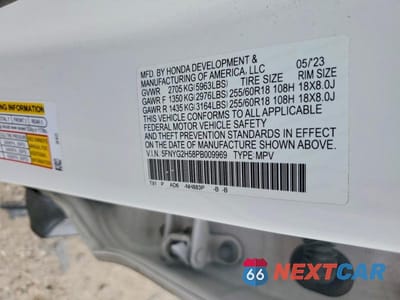 MFD. BY HONDA DEVELOPMENT &
MANUFACTURING OF AMERICA, LLC 05/'23
GVWR 2705 KG(5963LBS) TIRE SIZE RIM SIZE
GAWR F 1350 KG(2976LBS) 255/60R18 108H 18X8.0J
GAWR R 1435 KG(3164LBS) 255/60R18 108H 18X8.0J
THIS VEHICLE CONFORMS TO ALL APPLICABLE
FEDERAL MOTOR VEHICLE SAFETY
AND THEFT PREVENTION STANDARDS IN EFFECT
ON THE DATE OF MANUFACTURE SHOWN ABOVE.
V.I.N. 5FNYG2H58PB009969 TYPE:MPV
T91 P AD6 -NH883P -B -B
66 NEXTCAR